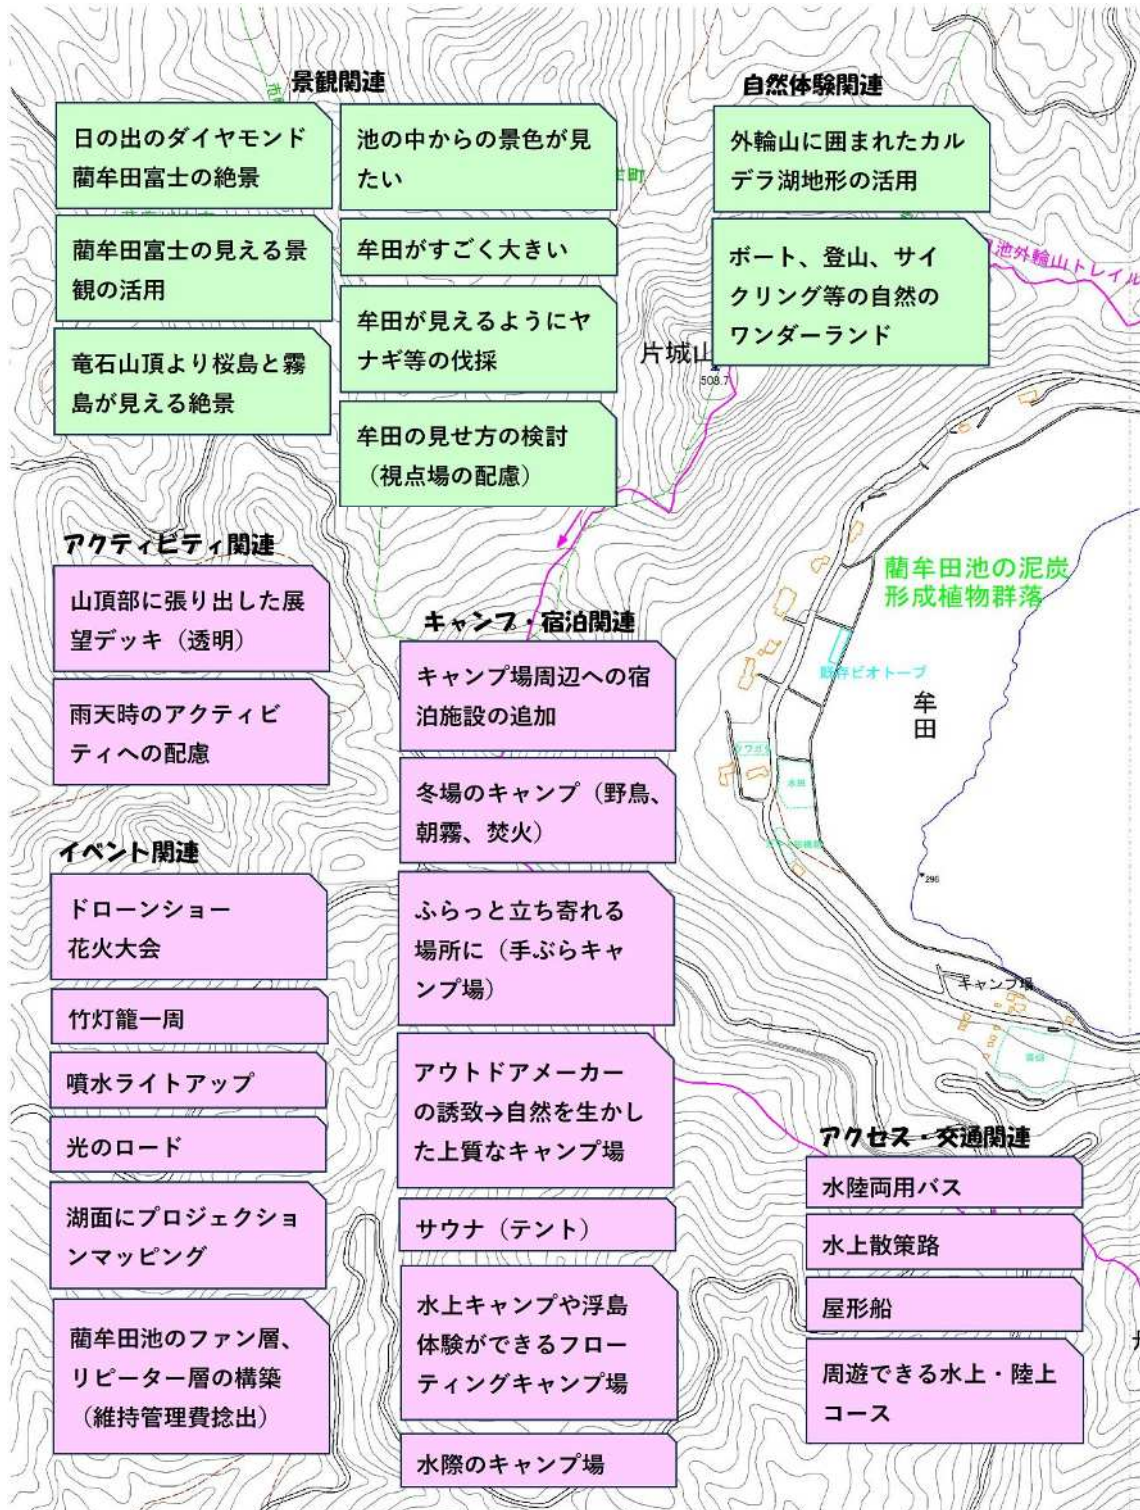 景観関連
日の出のダイヤモンド
藺牟田富士の絶景
藺牟田富士の見える景
観の活用
竜石山頂より桜島と霧
島が見える絶景
池の中からの景色が見
たい
牟田がすごく大きい
牟田が見えるようにヤ
ナギ等の伐採
牟田の見せ方の検討
（視点場の配慮）
自然体験関連
外輪山に囲まれたカル
デラ湖地形の活用
ボート、登山、サイ
クリング等の自然の
ワンダーランド
池外輪山トレイル
片城山
508.7
アクティビティ関連
山頂部に張り出した展
望デッキ（透明）
雨天時のアクティビ
ティへの配慮
イベント関連
ドローンショー
花火大会
竹灯籠一周
噴水ライトアップ
光のロード
湖面にプロジェクショ
ンマッピング
藺牟田池のファン層、
リピーター層の構築
（維持管理費捻出）
キャンプ・宿泊関連
キャンプ場周辺への宿
泊施設の追加
冬場のキャンプ（野鳥、
朝霧、焚火）
ふらっと立ち寄れる
場所に（手ぶらキャ
ンプ場）
アウトドアメーカー
の誘致→自然を生かし
た上質なキャンプ場
サウナ（テント）
水上キャンプや浮島
体験ができるフロー
ティングキャンプ場
水際のキャンプ場
藺牟田池の泥炭
形成植物群落
既存ビオトープ
牟田
水田
296
キャンプ場
アクセス・交通関連
水陸両用バス
水上散策路
屋形船
周遊できる水上・陸上
コース